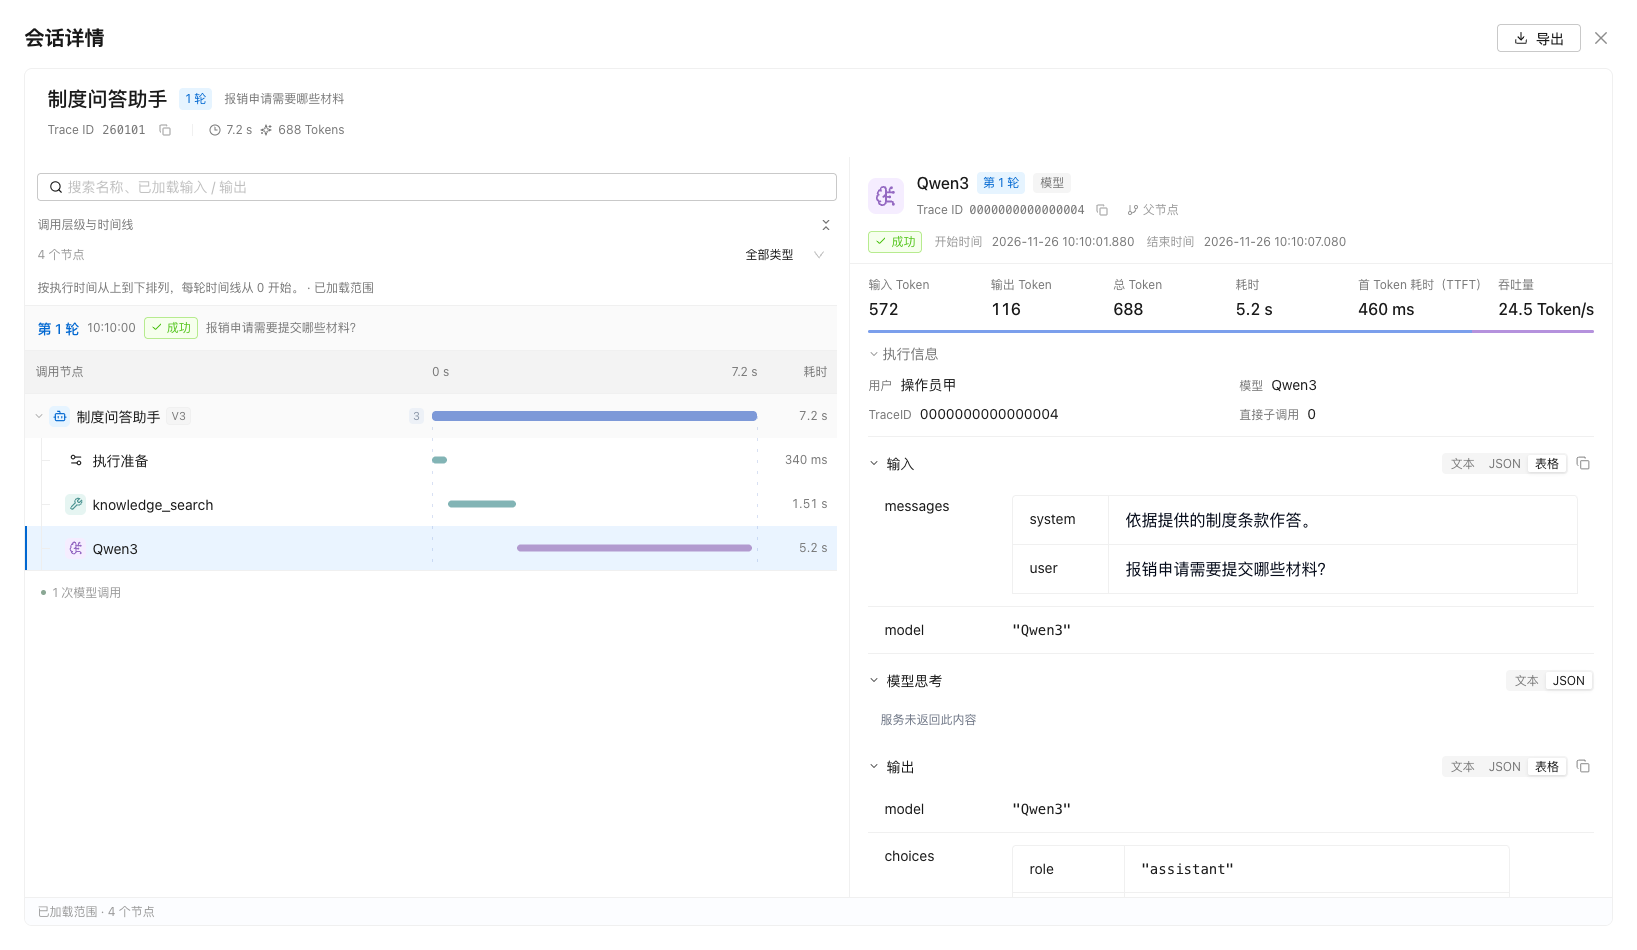 会话详情
导出
制度问答助手 1 轮 报销申请需要哪些材料
Trace ID 260101 7.2 s 688 Tokens
搜索名称、已加载输入 / 输出
调用层级与时间线
4 个节点 全部类型
按执行时间从上到下排列，每轮时间线从 0 开始。 · 已加载范围
第 1 轮 10:10:00 成功 报销申请需要提交哪些材料?
调用节点 0 s 7.2 s 耗时
制度问答助手 V3 3 7.2 s
执行准备 340 ms
knowledge_search 1.51 s
Qwen3 5.2 s
1 次模型调用
Qwen3 第 1 轮 模型
Trace ID 0000000000000004 父节点
成功 开始时间 2026-11-26 10:10:01.880 结束时间 2026-11-26 10:10:07.080
输入 Token 输出 Token 总 Token 耗时 首 Token 耗时（TTFT） 吞吐量
572 116 688 5.2 s 460 ms 24.5 Token/s
执行信息
用户 操作员甲 模型 Qwen3
TraceID 0000000000000004 直接子调用 0
输入 文本 JSON 表格
messages
system 依据提供的制度条款作答。
user 报销申请需要提交哪些材料?
model "Qwen3"
模型思考 文本 JSON
服务未返回此内容
输出 文本 JSON 表格
model "Qwen3"
choices
role "assistant"
已加载范围 · 4 个节点